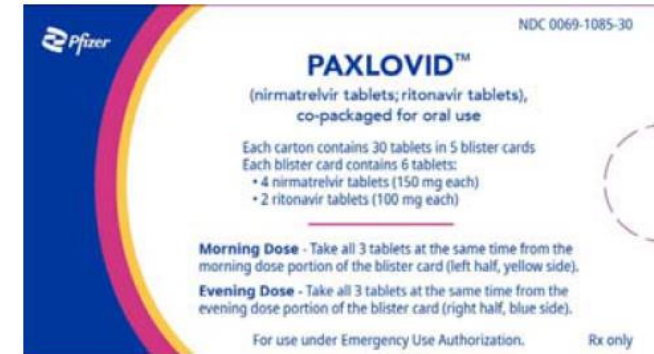 Pfizer
NDC 0069-1085-30
PAXLOVID™
(nirmatrelvir tablets; ritonavir tablets),
co-packaged for oral use
Each carton contains 30 tablets in 5 blister cards
Each blister card contains 6 tablets:
• 4 nirmatrelvir tablets (150 mg each)
• 2 ritonavir tablets (100 mg each)
Morning Dose - Take all 3 tablets at the same time from the
morning dose portion of the blister card (left half, yellow side).
Evening Dose - Take all 3 tablets at the same time from the
evening dose portion of the blister card (right half, blue side).
For use under Emergency Use Authorization.
Rx only